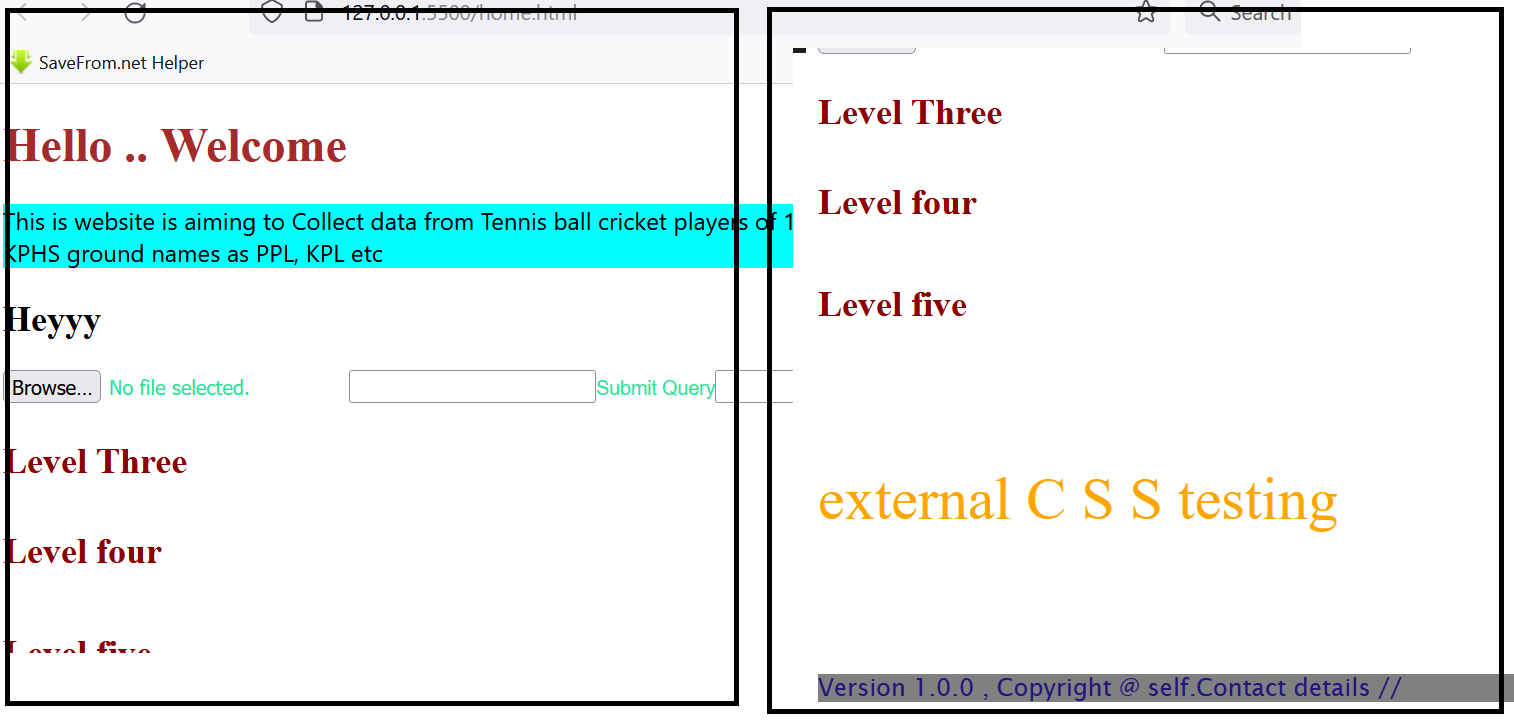 127.0.0.1:5500/home.html
Search
SaveFrom.net Helper
Hello .. Welcome
This is website is aiming to Collect data from Tennis ball cricket players of 1
KPHS ground names as PPL, KPL etc
Heyyy
Browse... No file selected. Submit Query
Level Three
Level four
Level five
Level Three
Level four
Level five
external C S S testing
Version 1.0.0 , Copyright @ self.Contact details //